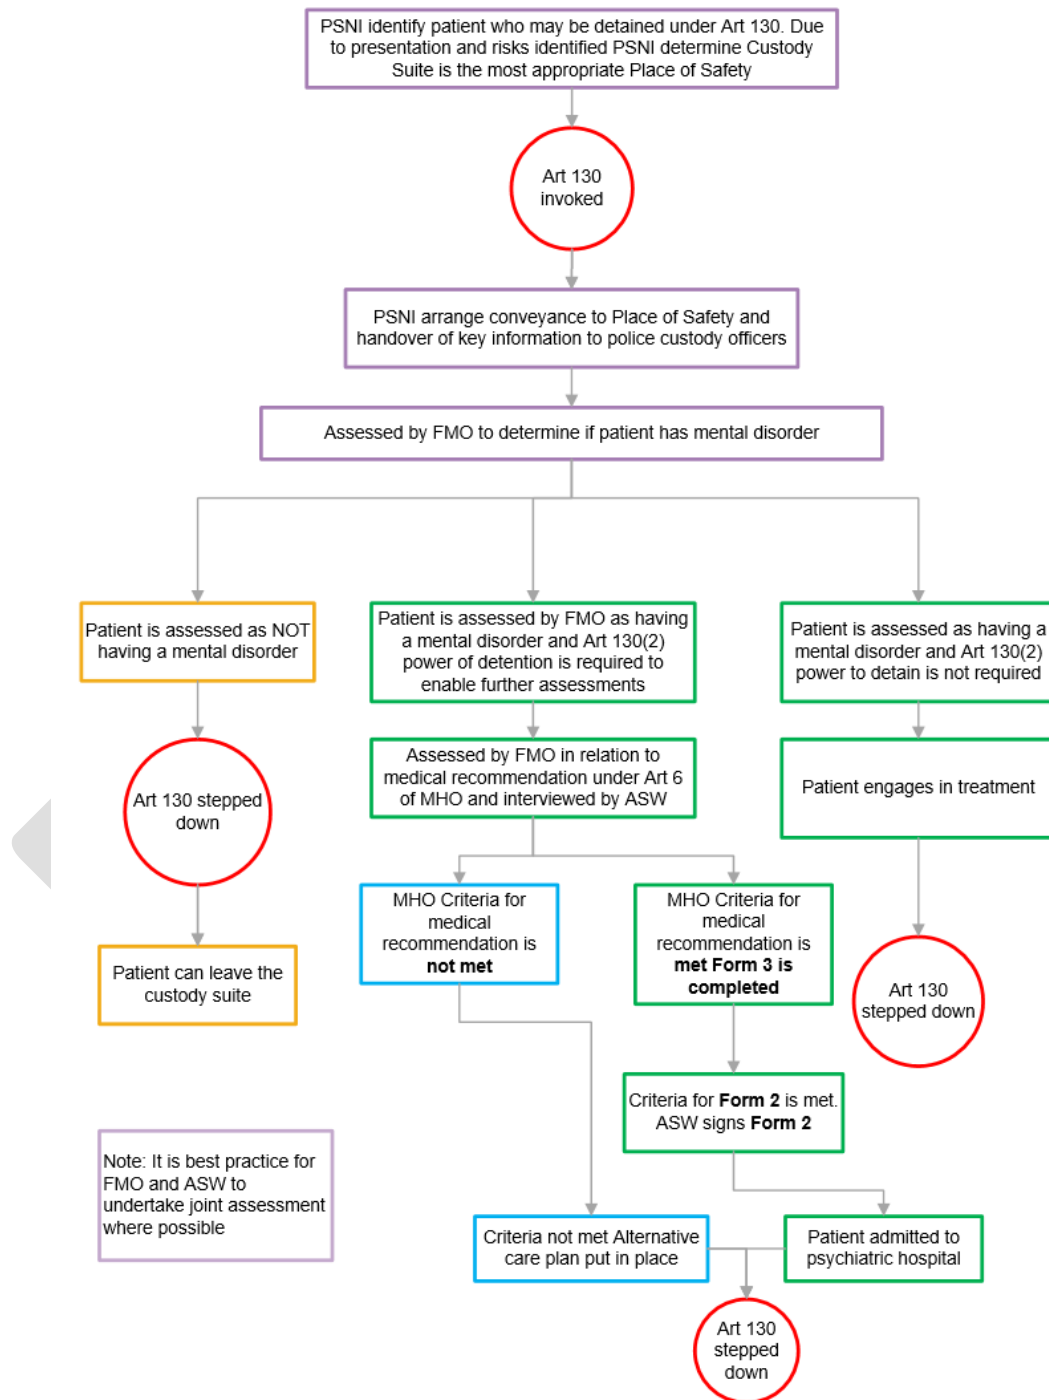 PSNI identify patient who may be detained under Art 130. Due
to presentation and risks identified PSNI determine Custody
Suite is the most appropriate Place of Safety
Art 130
invoked
PSNI arrange conveyance to Place of Safety and
handover of key information to police custody officers
Assessed by FMO to determine if patient has mental disorder
Patient is assessed as NOT
having a mental disorder
Patient is assessed by FMO as having
a mental disorder and Art 130(2)
power of detention is required to
enable further assessments
Patient is assessed as having a
mental disorder and Art 130(2)
power to detain is not required
Art 130 stepped
down
Assessed by FMO in relation to
medical recommendation under Art 6
of MHO and interviewed by ASW
Patient engages in treatment
Patient can leave the
custody suite
MHO Criteria for
medical
recommendation is
not met
MHO Criteria for
medical
recommendation is
met Form 3 is
completed
Art 130
stepped down
Criteria for Form 2 is met.
ASW signs Form 2
Note: It is best practice for
FMO and ASW to
undertake joint assessment
where possible
Criteria not met Alternative
care plan put in place
Patient admitted to
psychiatric hospital
Art 130
stepped
down